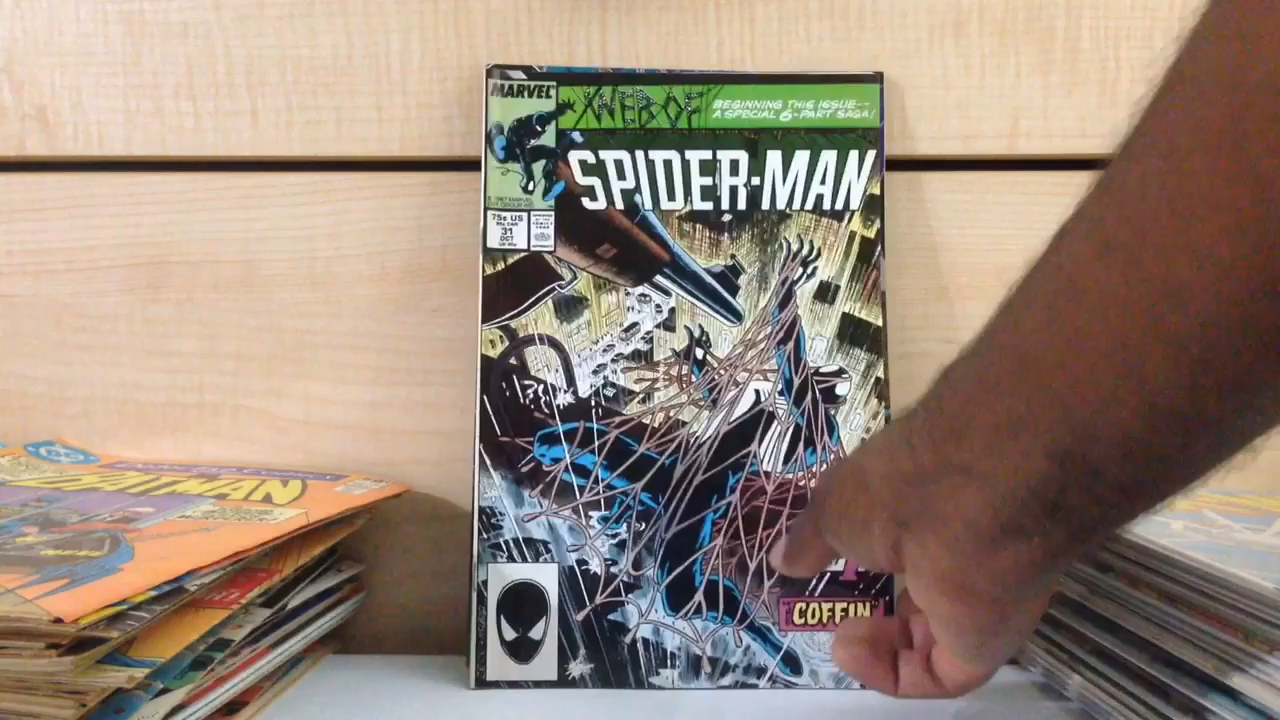 MARVEL
WEB OF
BEGINNING THIS ISSUE--
A SPECIAL 6-PART SAGA!
SPIDER-MAN
75¢ US
31
OCT
COFFIN
BATMAN